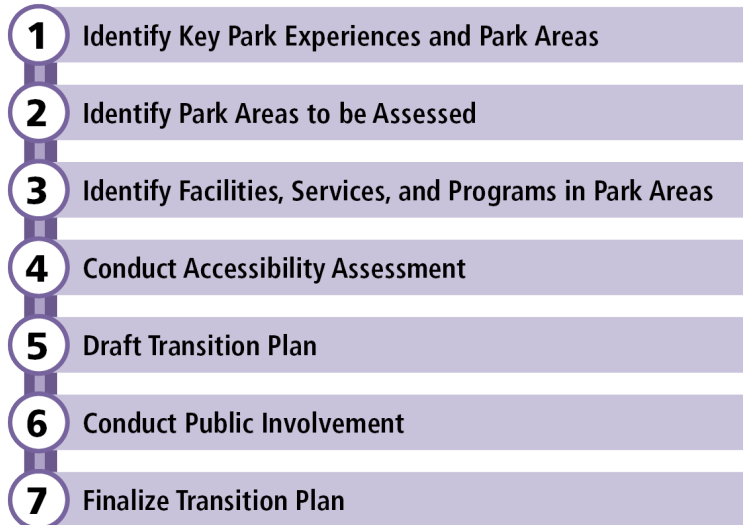 1 Identify Key Park Experiences and Park Areas
2 Identify Park Areas to be Assessed
3 Identify Facilities, Services, and Programs in Park Areas
4 Conduct Accessibility Assessment
5 Draft Transition Plan
6 Conduct Public Involvement
7 Finalize Transition Plan